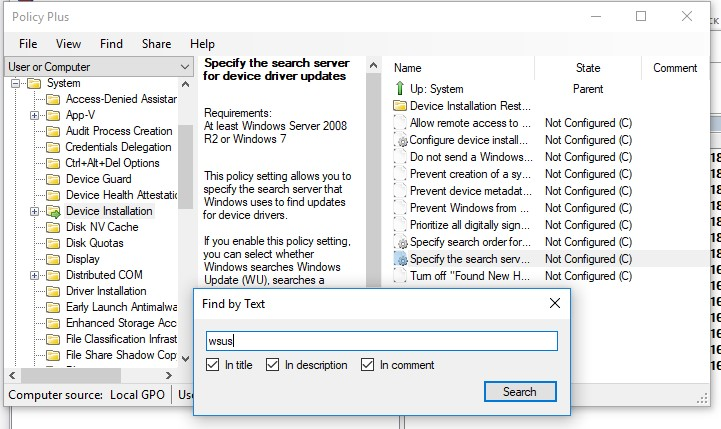 Policy Plus
File View Find Share Help
User or Computer
System
Access-Denied Assistar
App-V
Audit Process Creation
Credentials Delegation
Ctrl+Alt+Del Options
Device Guard
Device Health Attestatio
Device Installation
Disk NV Cache
Disk Quotas
Display
Distributed COM
Driver Installation
Early Launch Antimalwa
Enhanced Storage Acc
File Classification Infrast
File Share Shadow Cop
Specify the search server
for device driver updates
Requirements:
At least Windows Server 2008
R2 or Windows 7
This policy setting allows you to
specify the search server that
Windows uses to find updates
for device drivers.
If you enable this policy setting,
you can select whether
Windows searches Windows
Update (WU), searches a
Name State Comment
Up: System Parent
Device Installation Rest...
Allow remote access to ... Not Configured (C)
Configure device install... Not Configured (C)
Do not send a Windows... Not Configured (C)
Prevent creation of a sy... Not Configured (C)
Prevent device metadat... Not Configured (C)
Prevent Windows from ... Not Configured (C)
Prioritize all digitally sign... Not Configured (C)
Specify search order for... Not Configured (C)
Specify the search serv... Not Configured (C)
Turn off "Found New H... Not Configured (C)
Find by Text
wsus
In title In description In comment
Search
Computer source: Local GPO Use